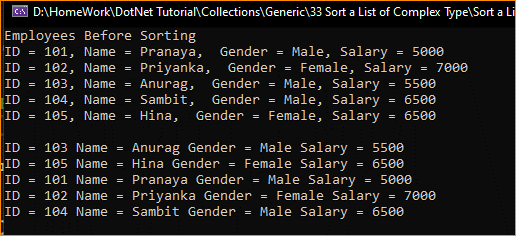 D:\HomeWork\DotNet Tutorial\Collections\Generic\33 Sort a List of Complex Type\Sort a Li
Employees Before Sorting
ID = 101, Name = Pranaya,  Gender = Male, Salary = 5000
ID = 102, Name = Priyanka,  Gender = Female, Salary = 7000
ID = 103, Name = Anurag,  Gender = Male, Salary = 5500
ID = 104, Name = Sambit,  Gender = Male, Salary = 6500
ID = 105, Name = Hina,  Gender = Female, Salary = 6500
ID = 103 Name = Anurag Gender = Male Salary = 5500
ID = 105 Name = Hina Gender = Female Salary = 6500
ID = 101 Name = Pranaya Gender = Male Salary = 5000
ID = 102 Name = Priyanka Gender = Female Salary = 7000
ID = 104 Name = Sambit Gender = Male Salary = 6500